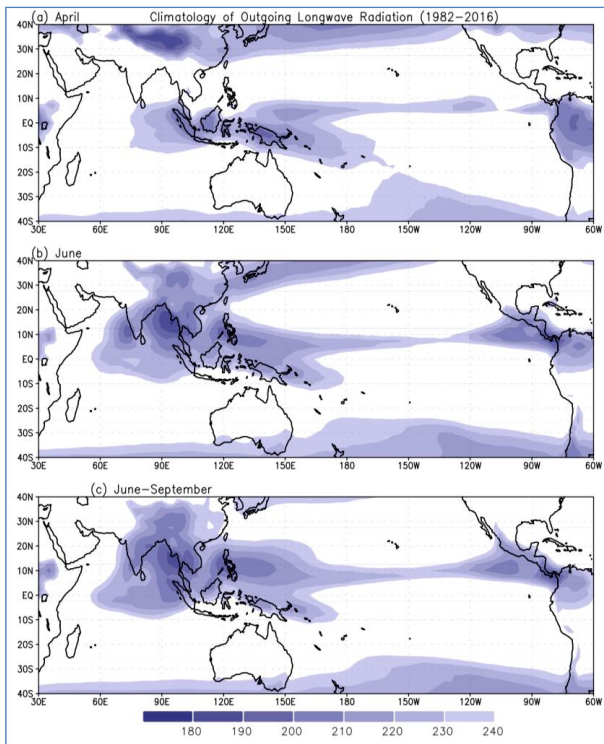 (a) April Climatology of Outgoing Longwave Radiation (1982–2016)
40N
30N
20N
10N
EQ
10S
20S
30S
40S
30E 60E 90E 120E 150E 180 150W 120W 90W 60W
(b) June
40N
30N
20N
10N
EQ
10S
20S
30S
40S
30E 60E 90E 120E 150E 180 150W 120W 90W 60W
(c) June–September
40N
30N
20N
10N
EQ
10S
20S
30S
40S
30E 60E 90E 120E 150E 180 150W 120W 90W 60W
180 190 200 210 220 230 240